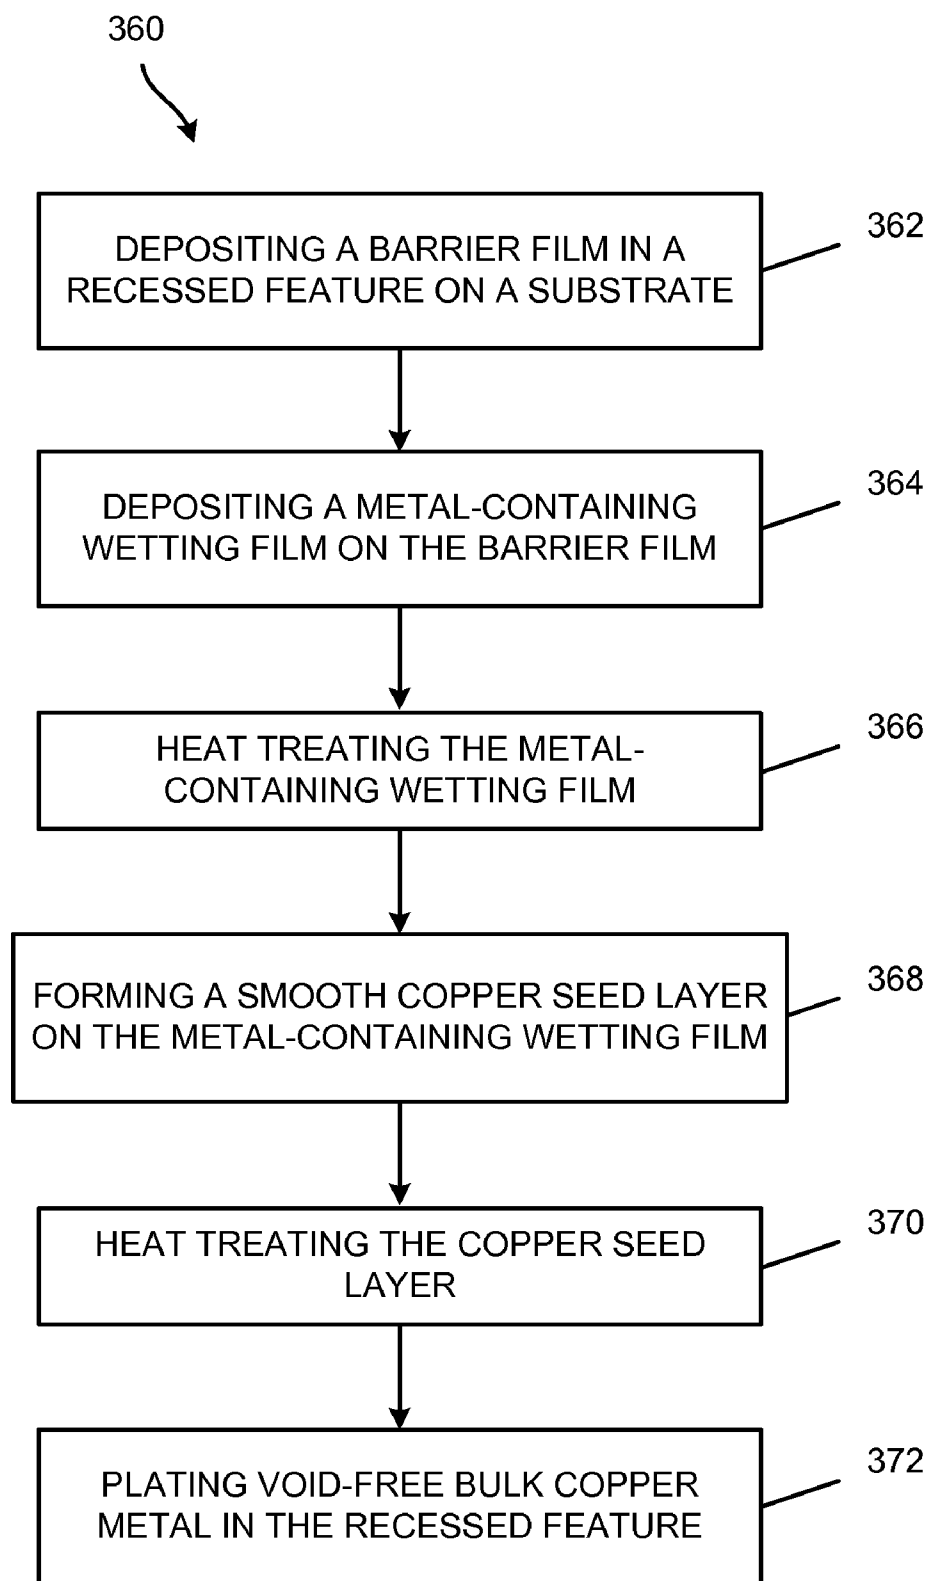 360
DEPOSITING A BARRIER FILM IN A
RECESSED FEATURE ON A SUBSTRATE
362
DEPOSITING A METAL-CONTAINING
WETTING FILM ON THE BARRIER FILM
364
HEAT TREATING THE METAL-
CONTAINING WETTING FILM
366
FORMING A SMOOTH COPPER SEED LAYER
ON THE METAL-CONTAINING WETTING FILM
368
HEAT TREATING THE COPPER SEED
LAYER
370
PLATING VOID-FREE BULK COPPER
METAL IN THE RECESSED FEATURE
372